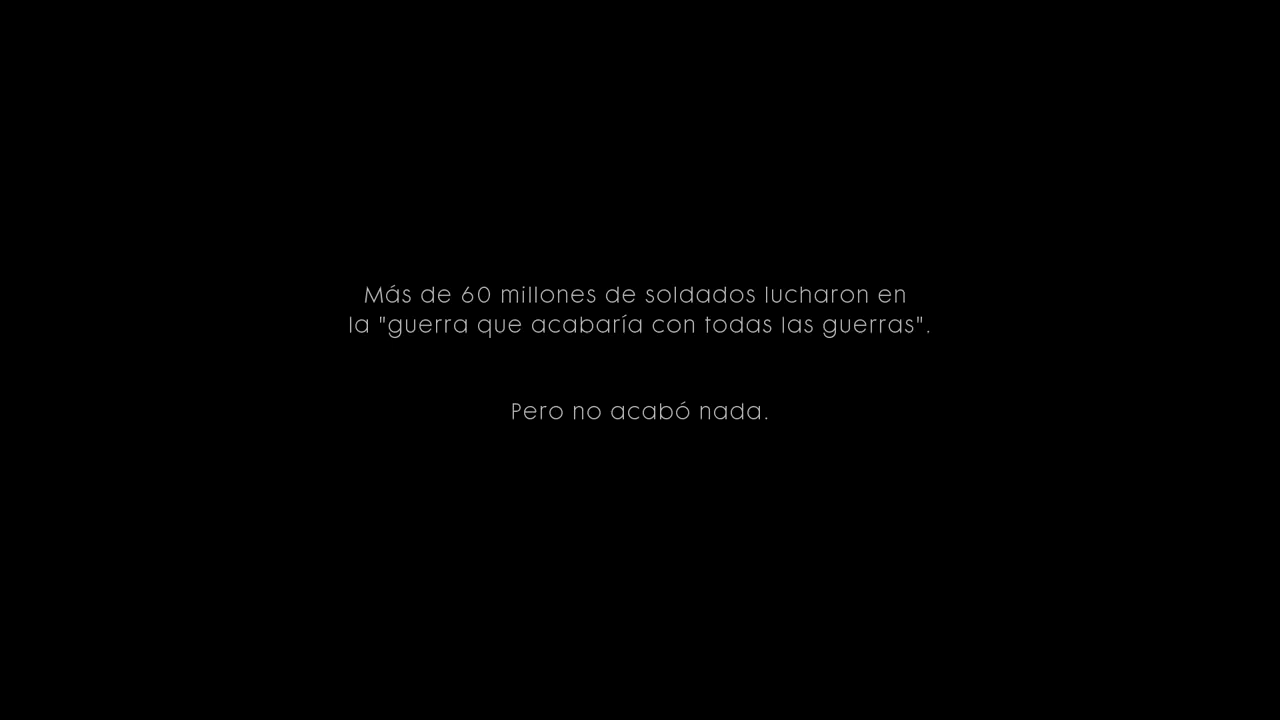 Más de 60 millones de soldados lucharon en
la "guerra que acabaría con todas las guerras".
Pero no acabó nada.